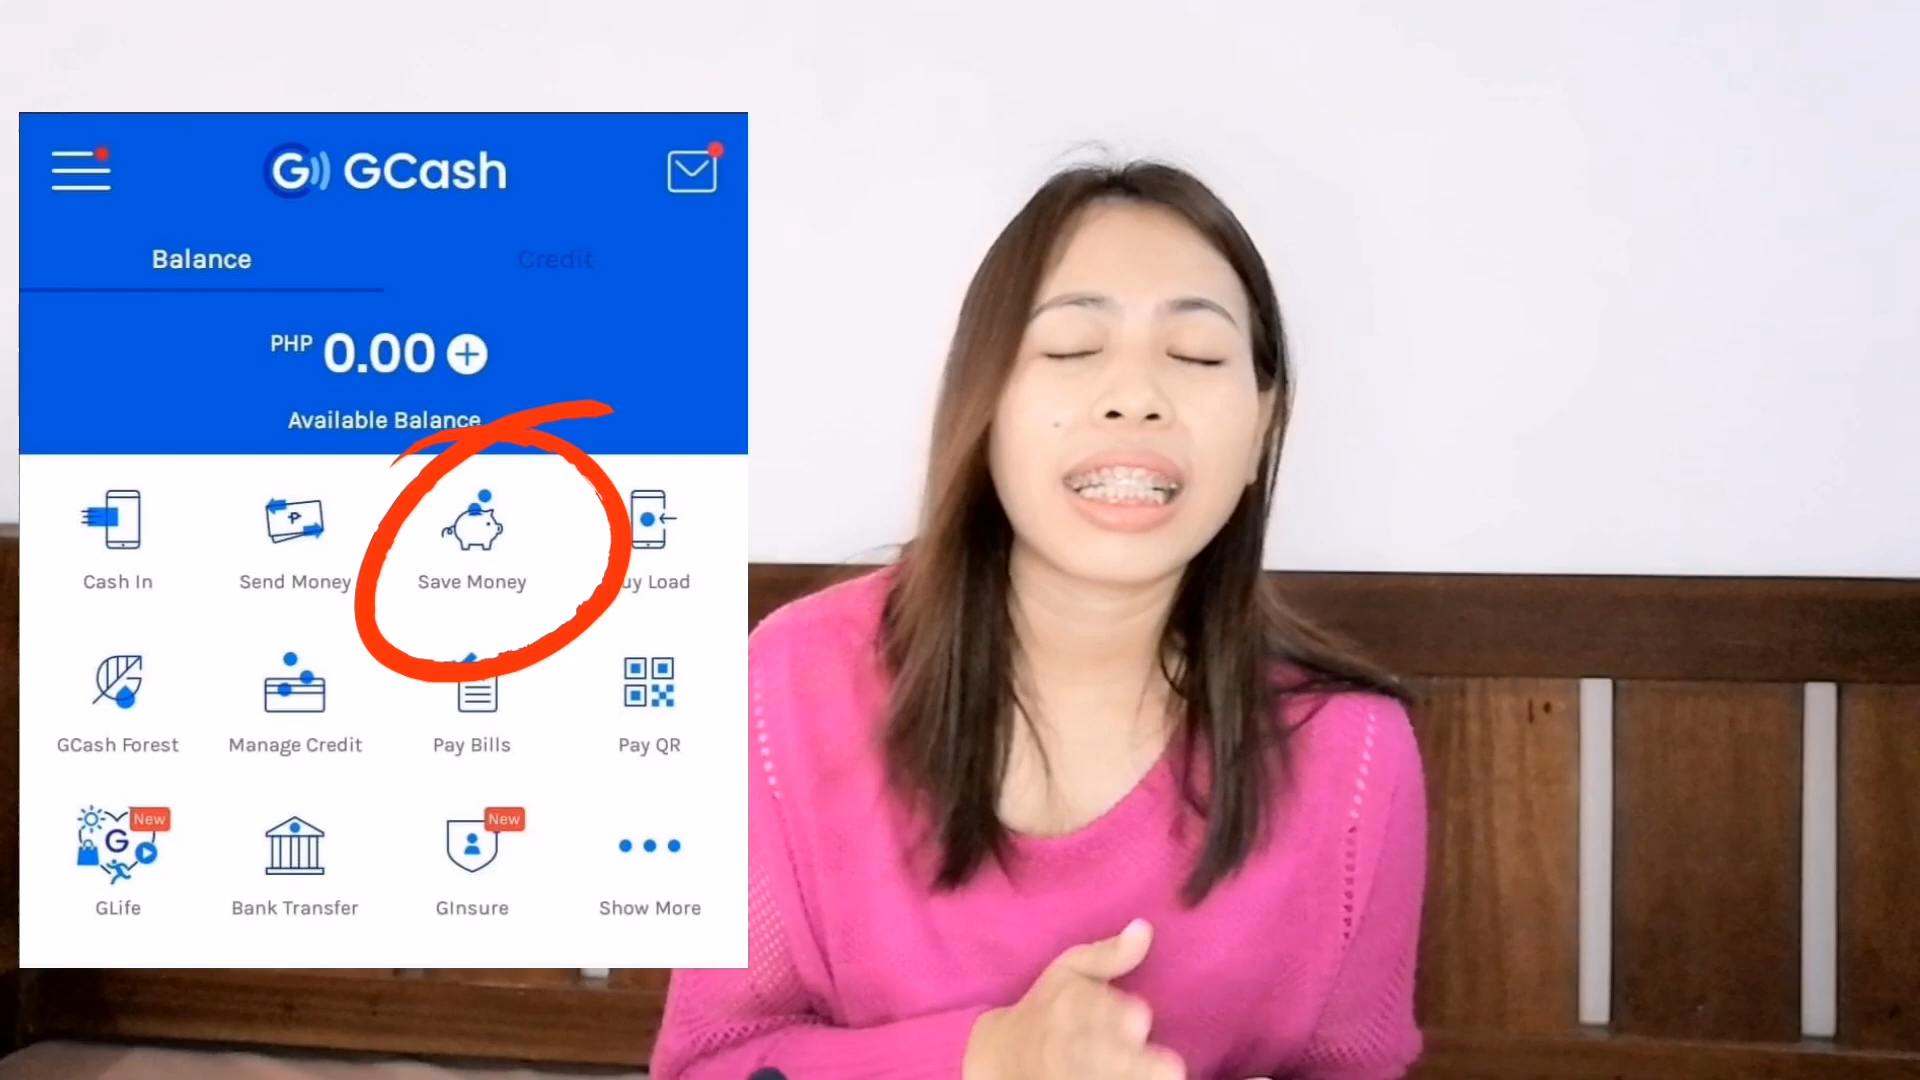 GCash
Balance
Credit
PHP 0.00
Available Balance
Cash In
Send Money
Save Money
uy Load
GCash Forest
Manage Credit
Pay Bills
Pay QR
New
G
New
GLife
Bank Transfer
GInsure
Show More